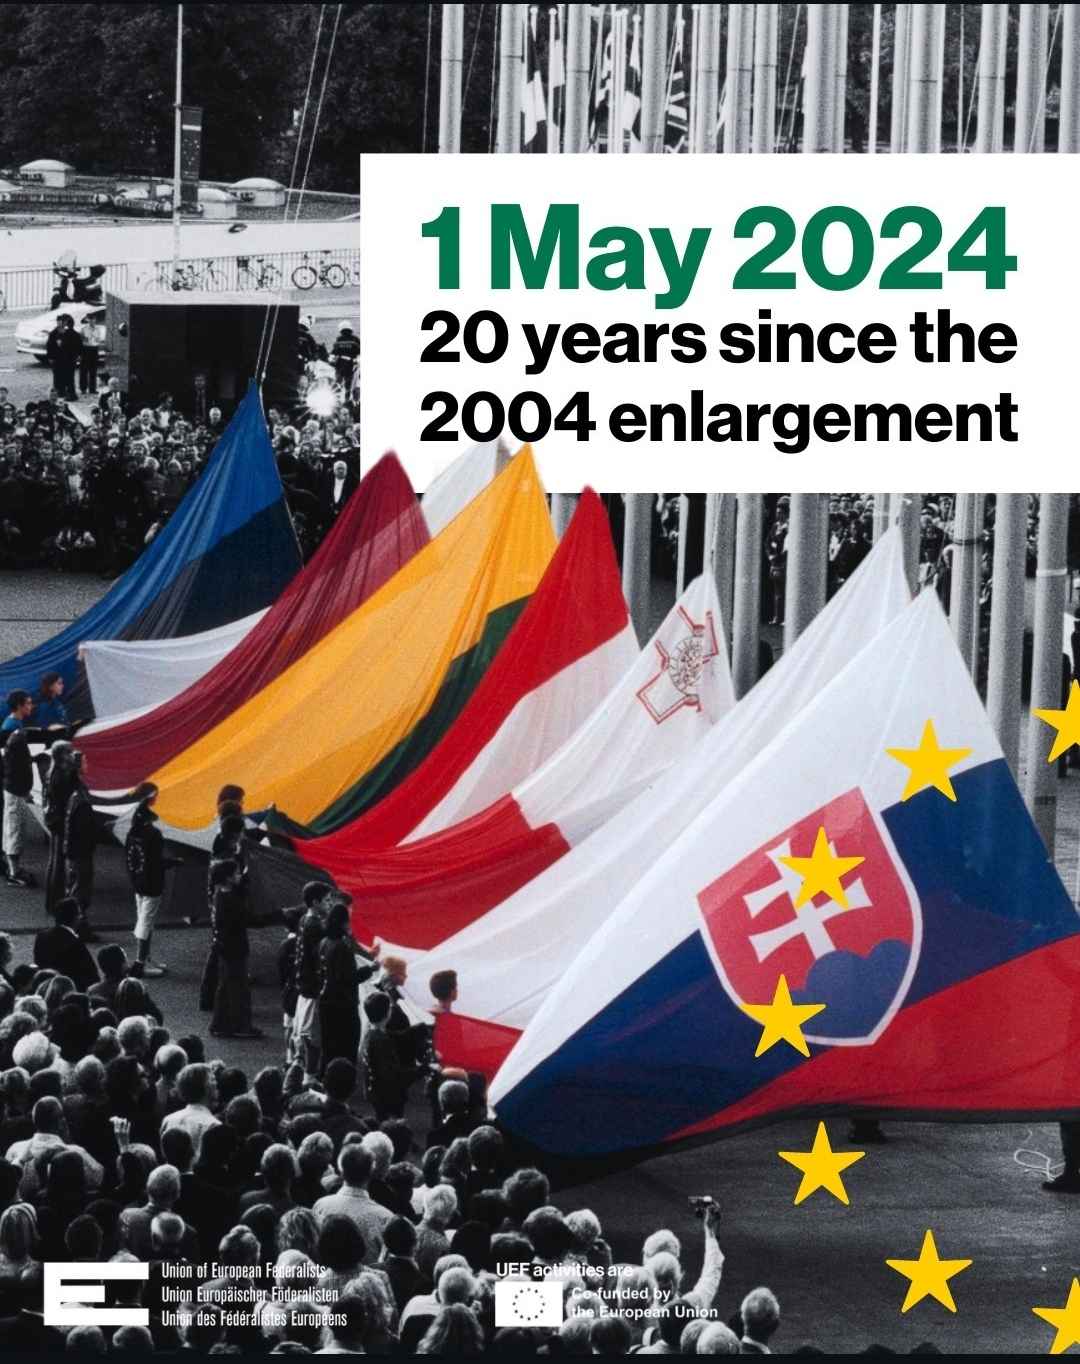 1 May 2024
20 years since the
2004 enlargement
Union of European Federalists
Union Europäischer Föderalisten
Union des Fédéralistes Européens
UEF activities are
Co-funded by
the European Union